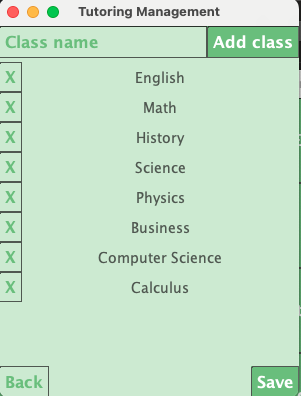 Tutoring Management
Class name Add class
X English
X Math
X History
X Science
X Physics
X Business
X Computer Science
X Calculus
Back Save